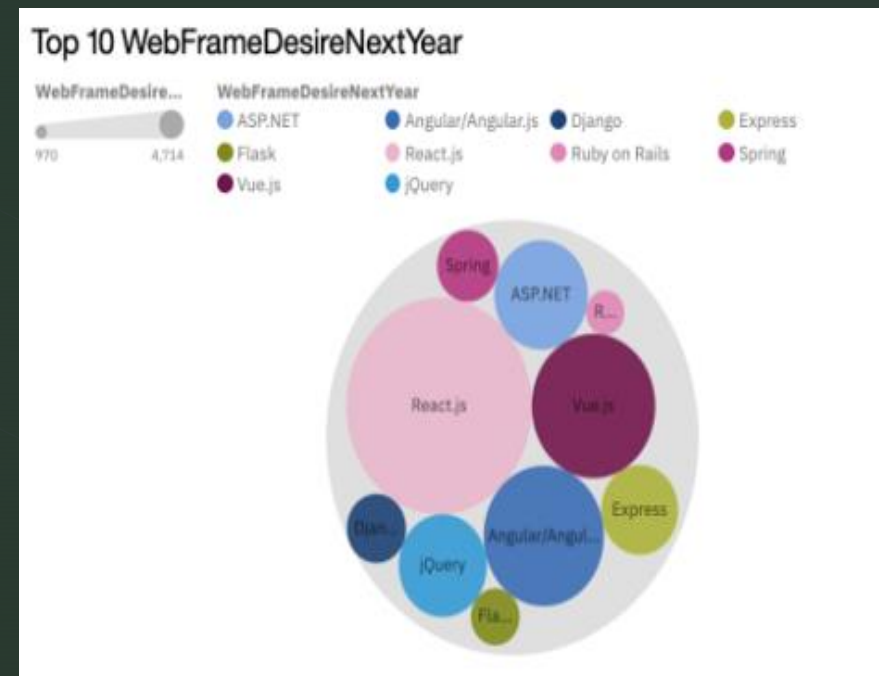 Top 10 WebFrameDesireNextYear
WebFrameDesire... WebFrameDesireNextYear
ASP.NET Angular/Angular.js Django Express
970 4,714
Flask React.js Ruby on Rails Spring
Vue.js jQuery
Spring
ASP.NET
R...
React.js Vue.js
Express
Djan... Angular/Angul...
jQuery
Fla...